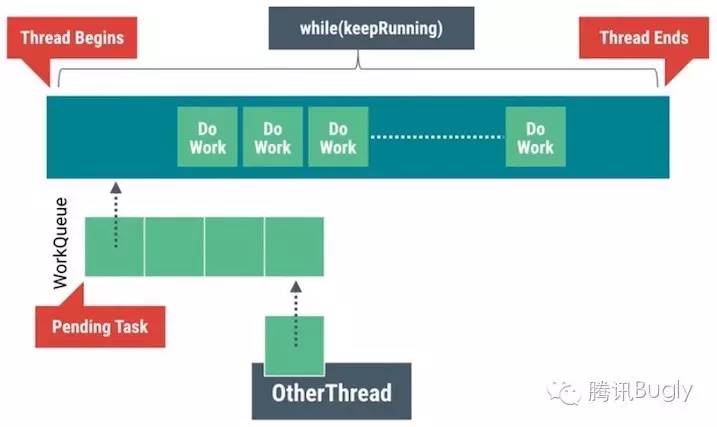 while(keepRunning)
Thread Begins
Thread Ends
Do
Work
Do
Work
Do
Work
Do
Work
WorkQueue
Pending Task
OtherThread
腾讯Bugly